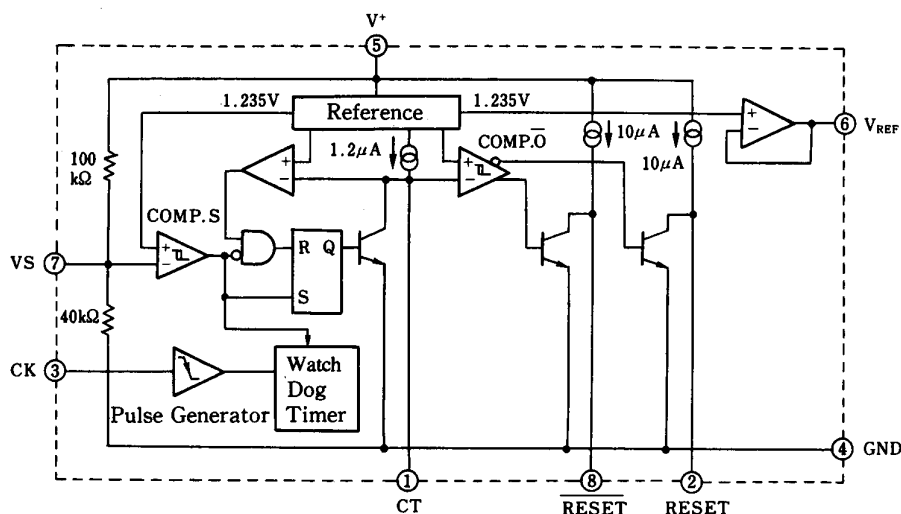 V+
5
1.235V
Reference
1.235V
+
−
6
VREF
1.2μA
10μA
10μA
COMP.O̅
100
kΩ
+
−
+
−
COMP.S
+
−
R Q
S
VS
7
40kΩ
CK
3
Watch
Dog
Timer
Pulse Generator
4
GND
1
8
2
CT
R̅E̅S̅E̅T̅
RESET